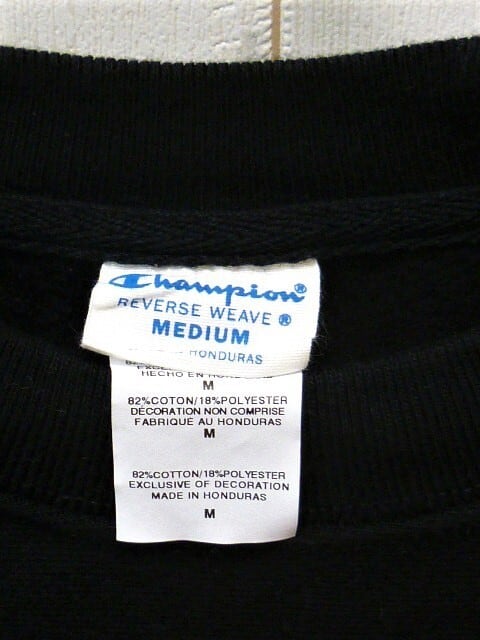 Champion®
REVERSE WEAVE ®
MEDIUM
HONDURAS
HECHO EN
M
82%COTON/18%POLYESTER
DÉCORATION NON COMPRISE
FABRIQUÉ AU HONDURAS
M
82%COTTON/18%POLYESTER
EXCLUSIVE OF DECORATION
MADE IN HONDURAS
M